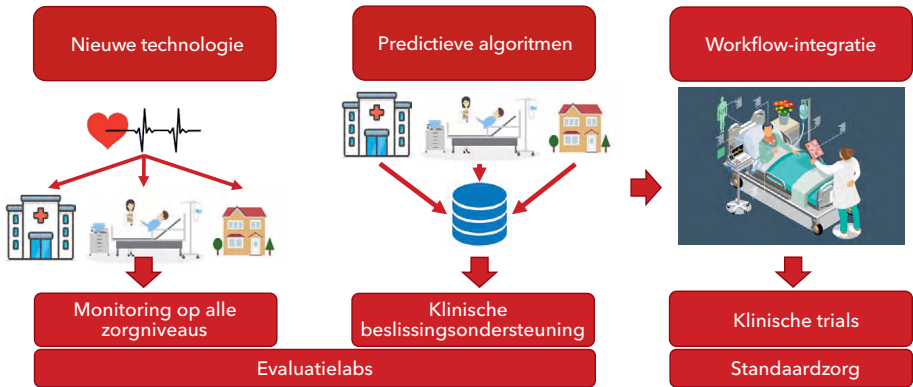 Nieuwe technologie
Predictieve algoritmen
Workflow-integratie
Monitoring op alle
zorgniveaus
Klinische
beslissingsondersteuning
Klinische trials
Evaluatielabs
Standaardzorg